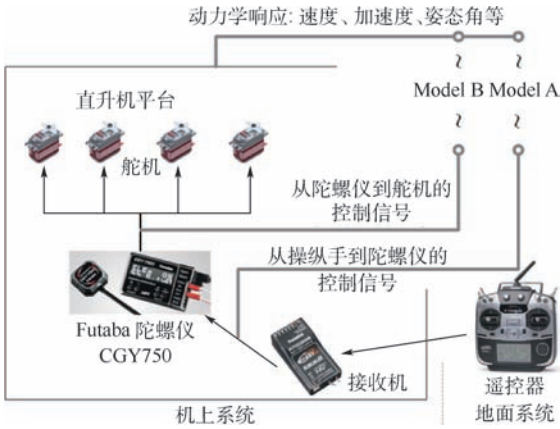 动力学响应: 速度、加速度、姿态角等
直升机平台
Model B Model A
舵机
从陀螺仪到舵机的
控制信号
从操纵手到陀螺仪的
控制信号
Futaba 陀螺仪
CGY750
接收机
遥控器
地面系统
机上系统